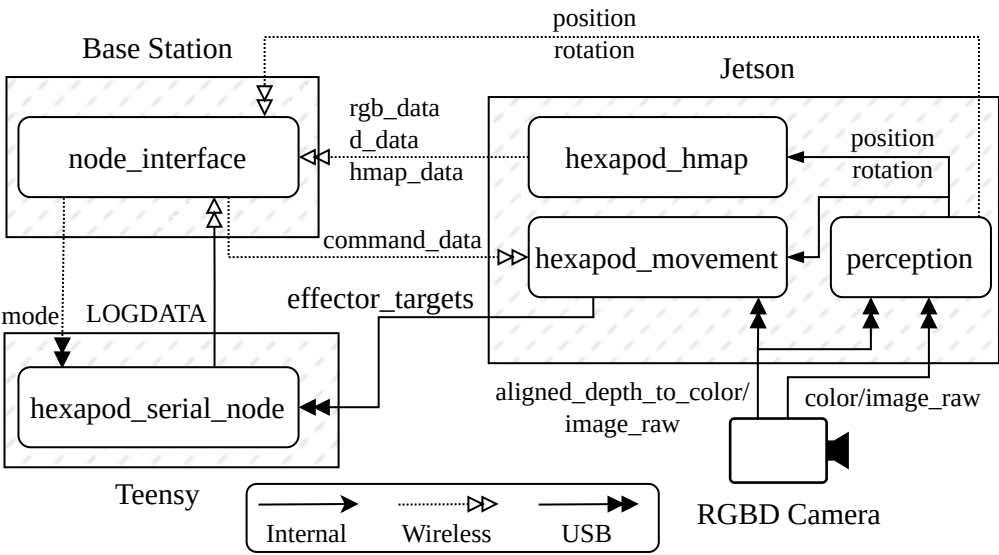 position
rotation
Base Station
Jetson
rgb_data
d_data
hmap_data
node_interface
hexapod_hmap
position
rotation
command_data
hexapod_movement
perception
effector_targets
mode
LOGDATA
hexapod_serial_node
aligned_depth_to_color/
image_raw
color/image_raw
Teensy
RGBD Camera
Internal
Wireless
USB